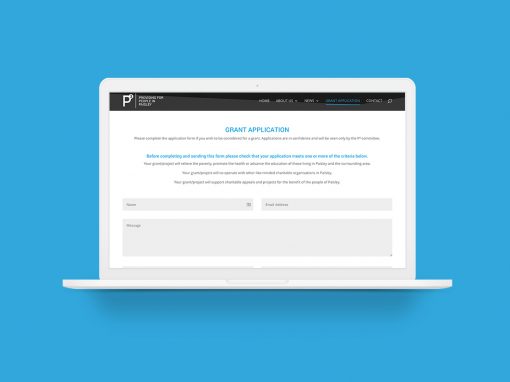 P³
PROVIDING FOR
PEOPLE IN
PAISLEY
HOME
ABOUT US
NEWS
GRANT APPLICATION
CONTACT
GRANT APPLICATION
Please complete the application form if you wish to be considered for a grant. Applications are in confidence and will be seen only by the P³ committee.
Before completing and sending this form please check that your application meets one or more of the criteria below.
Your grant/project will relieve the poverty, promote the health or advance the education of those living in Paisley and the surrounding area.
Your grant/project will co-operate with other like-minded charitable organisations in Paisley.
Your grant/project will support charitable appeals and projects for the benefit of the people of Paisley.
Name
Email Address
Message